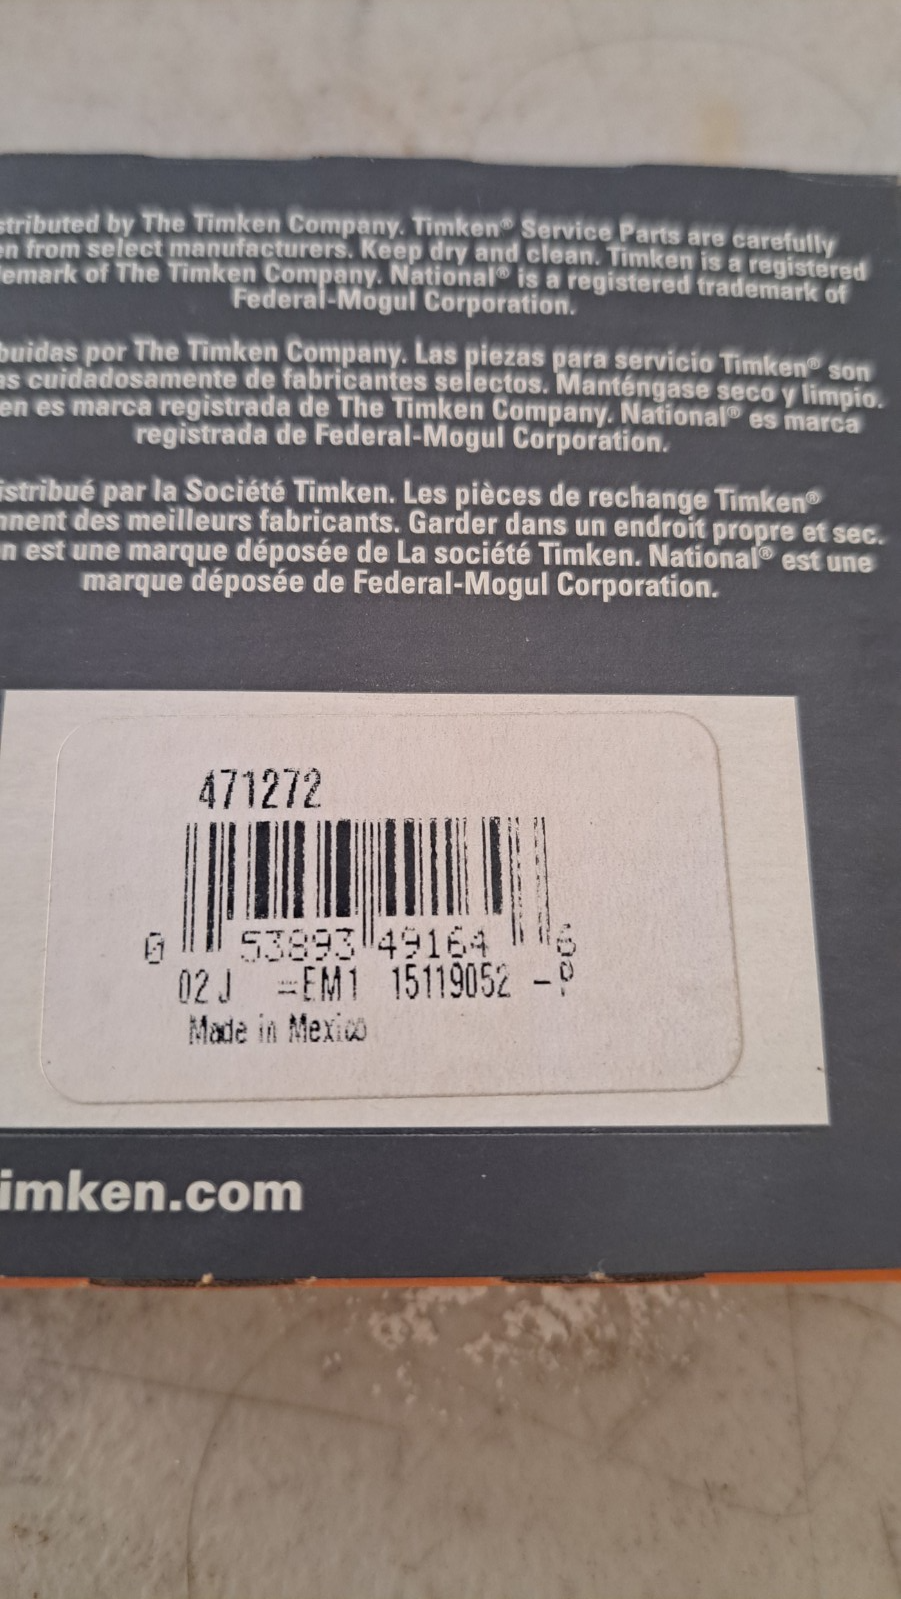 stributed by The Timken Company. Timken® Service Parts are carefully
en from select manufacturers. Keep dry and clean. Timken is a registered
emark of The Timken Company. National® is a registered trademark of
Federal-Mogul Corporation.
buidas por The Timken Company. Las piezas para servicio Timken® son
as cuidadosamente de fabricantes selectos. Manténgase seco y limpio.
en es marca registrada de The Timken Company. National® es marca
registrada de Federal-Mogul Corporation.
istribué par la Société Timken. Les pièces de rechange Timken®
nnent des meilleurs fabricants. Garder dans un endroit propre et sec.
n est une marque déposée de La société Timken. National® est une
marque déposée de Federal-Mogul Corporation.
471272
0 53893 49164 6
02J =EM1 15119052 -P
Made in Mexico
imken.com